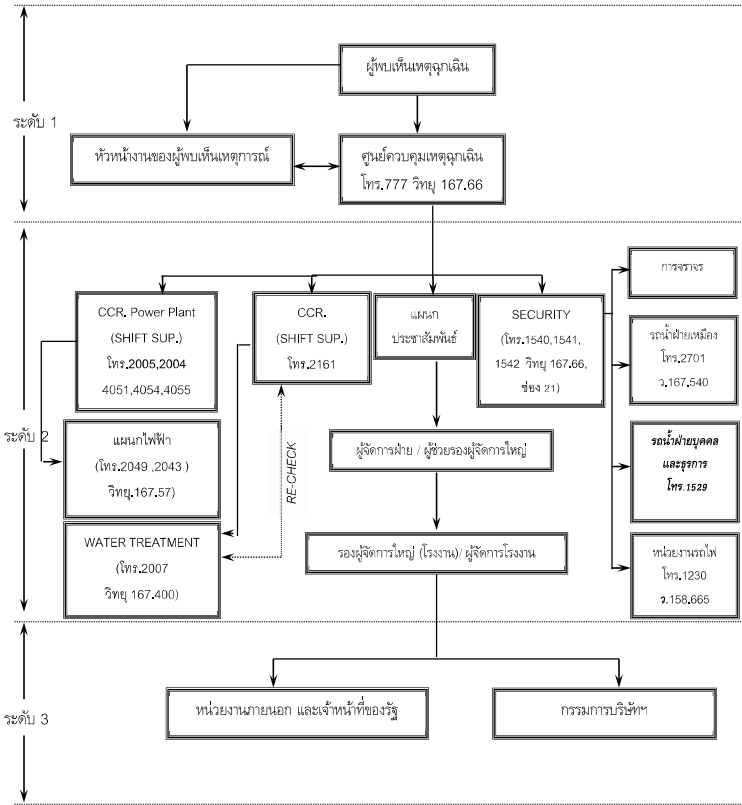 ระดับ 1
ผู้พบเห็นเหตุฉุกเฉิน
หัวหน้างานของผู้พบเห็นเหตุการณ์
ศูนย์ควบคุมเหตุฉุกเฉิน
โทร.777 วิทยุ 167.66
ระดับ 2
CCR. Power Plant
(SHIFT SUP.)
โทร.2005,2004
4051,4054,4055
CCR.
(SHIFT SUP.)
โทร.2161
แผนก
ประชาสัมพันธ์
SECURITY
(โทร.1540,1541,
1542 วิทยุ 167.66,
ช่อง 21)
การจราจร
รถน้ำฝ่ายเหมือง
โทร.2701
ว.167.540
รถน้ำฝ่ายบุคคล
และธุรการ
โทร.1529
หน่วยงานรถไฟ
โทร.1230
ว.158.665
แผนกไฟฟ้า
(โทร.2049 ,2043 )
วิทยุ.167.57)
WATER TREATMENT
(โทร.2007
วิทยุ 167.400)
RE-CHECK
ผู้จัดการฝ่าย / ผู้ช่วยรองผู้จัดการใหญ่
รองผู้จัดการใหญ่ (โรงงาน)/ ผู้จัดการโรงงาน
ระดับ 3
หน่วยงานภายนอก และเจ้าหน้าที่ของรัฐ
กรรมการบริษัทฯ